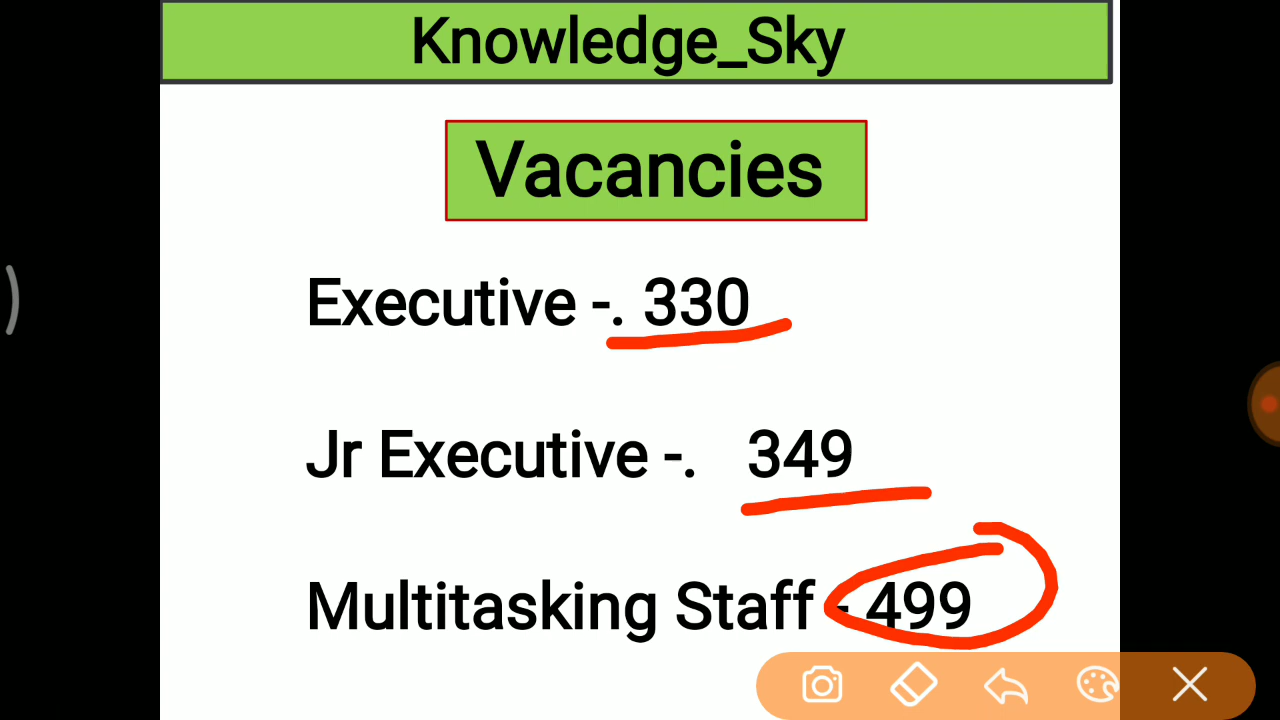 Knowledge_Sky
Vacancies
Executive -. 330
Jr Executive -. 349
Multitasking Staff - 499